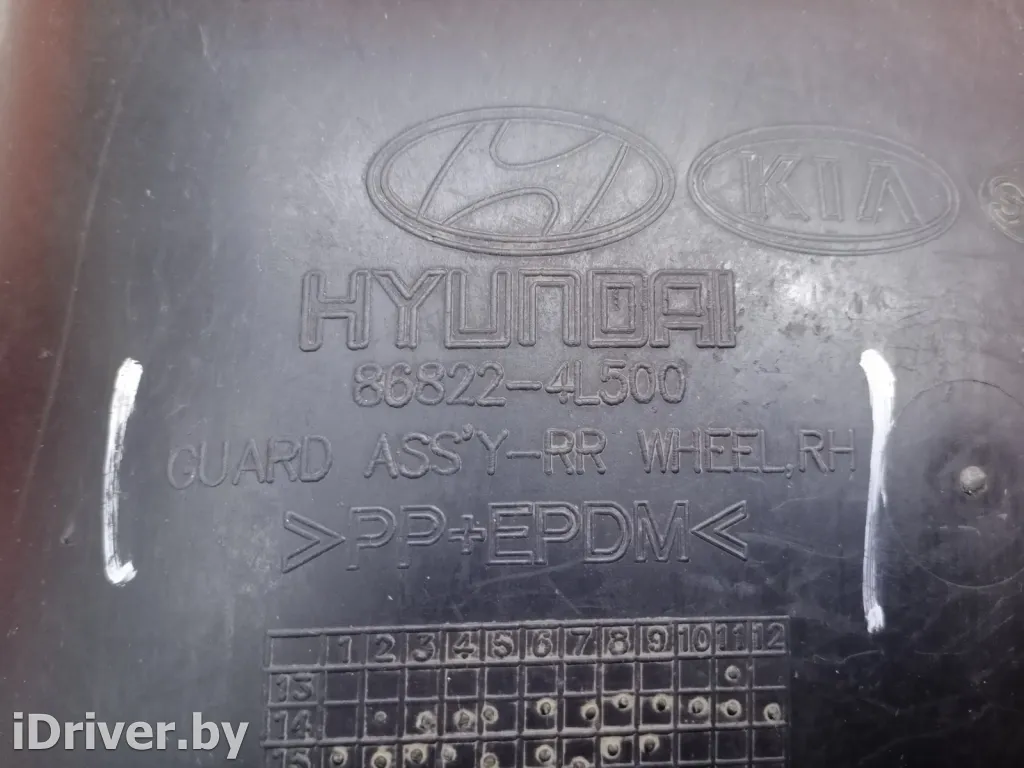 KIA
HYUNDAI
86822-4L500
GUARD ASS'Y-RR WHEEL,RH
>PP+EPDM<
1 2 3 4 5 6 7 8 9 10 11 12
13
14
15
iDriver.by